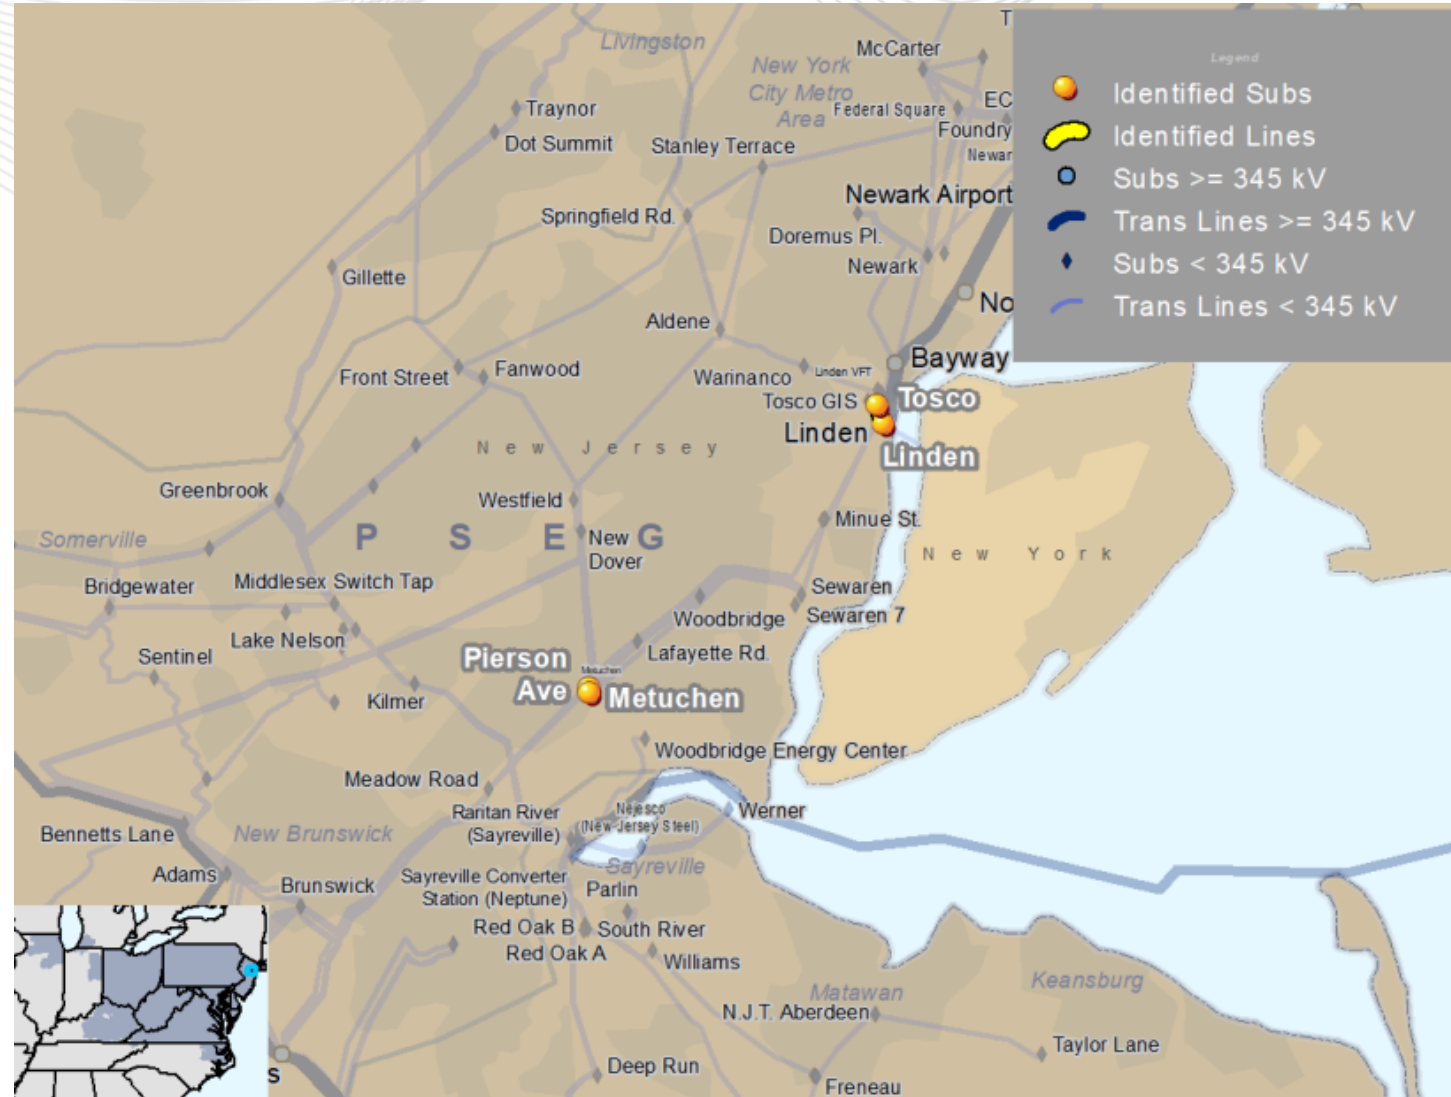 Livingston
T
McCarter
New York
City Metro
Area
Federal Square
EC
Foundry
Newar
Traynor
Dot Summit
Stanley Terrace
Newark Airport
Springfield Rd.
Doremus Pl.
Newark
Gillette
No
Aldene
Bayway
Front Street
Fanwood
Warinanco
Linden VFT
Tosco GIS
Tosco
Linden
Linden
New Jersey
Greenbrook
Westfield
Minue St.
Somerville
P S E G
New
Dover
New York
Bridgewater
Middlesex Switch Tap
Sewaren
Sewaren 7
Woodbridge
Lake Nelson
Sentinel
Lafayette Rd.
Pierson
Ave
Metuchen
Metuchen
Kilmer
Woodbridge Energy Center
Meadow Road
Raritan River
(Sayreville)
Nejesco
(New Jersey Steel)
Werner
Bennetts Lane
New Brunswick
Sayreville
Adams
Brunswick
Sayreville Converter
Station (Neptune)
Parlin
Red Oak B
South River
Red Oak A
Williams
Matawan
Keansburg
N.J.T. Aberdeen
Taylor Lane
Deep Run
Freneau
s
Legend
Identified Subs
Identified Lines
Subs >= 345 kV
Trans Lines >= 345 kV
Subs < 345 kV
Trans Lines < 345 kV